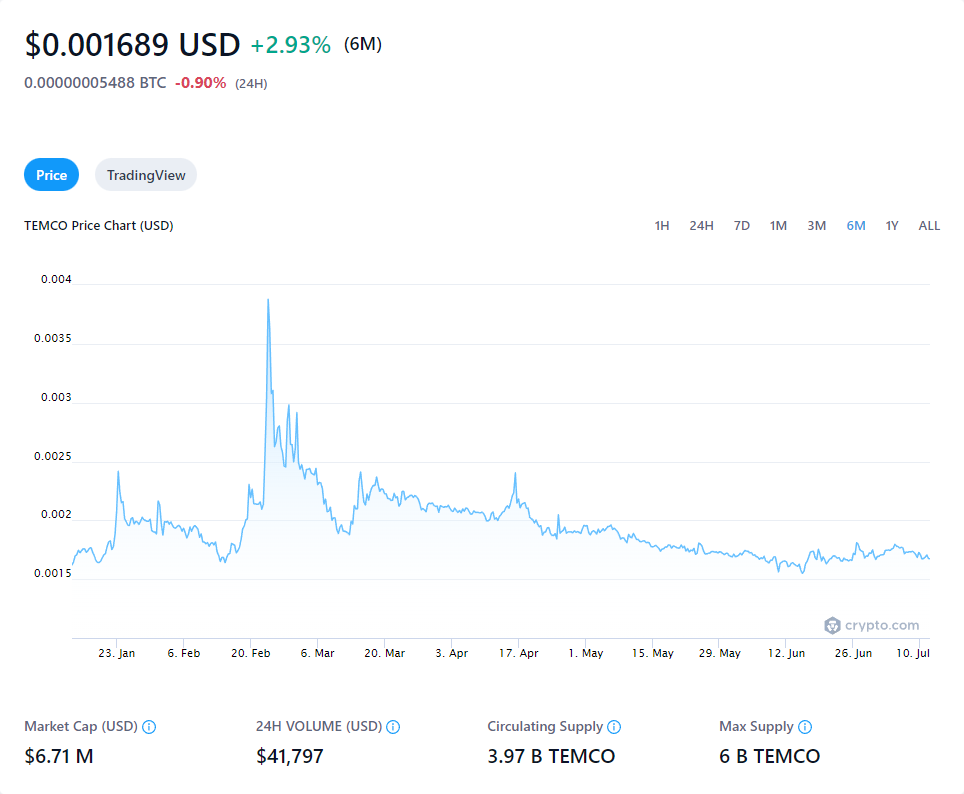 $0.001689 USD +2.93% (6M)
0.00000005488 BTC -0.90% (24H)
Price TradingView
TEMCO Price Chart (USD) 1H 24H 7D 1M 3M 6M 1Y ALL
0.004
0.0035
0.003
0.0025
0.002
0.0015
crypto.com
23. Jan 6. Feb 20. Feb 6. Mar 20. Mar 3. Apr 17. Apr 1. May 15. May 29. May 12. Jun 26. Jun 10. Jul
Market Cap (USD) 24H VOLUME (USD) Circulating Supply Max Supply
$6.71 M $41,797 3.97 B TEMCO 6 B TEMCO